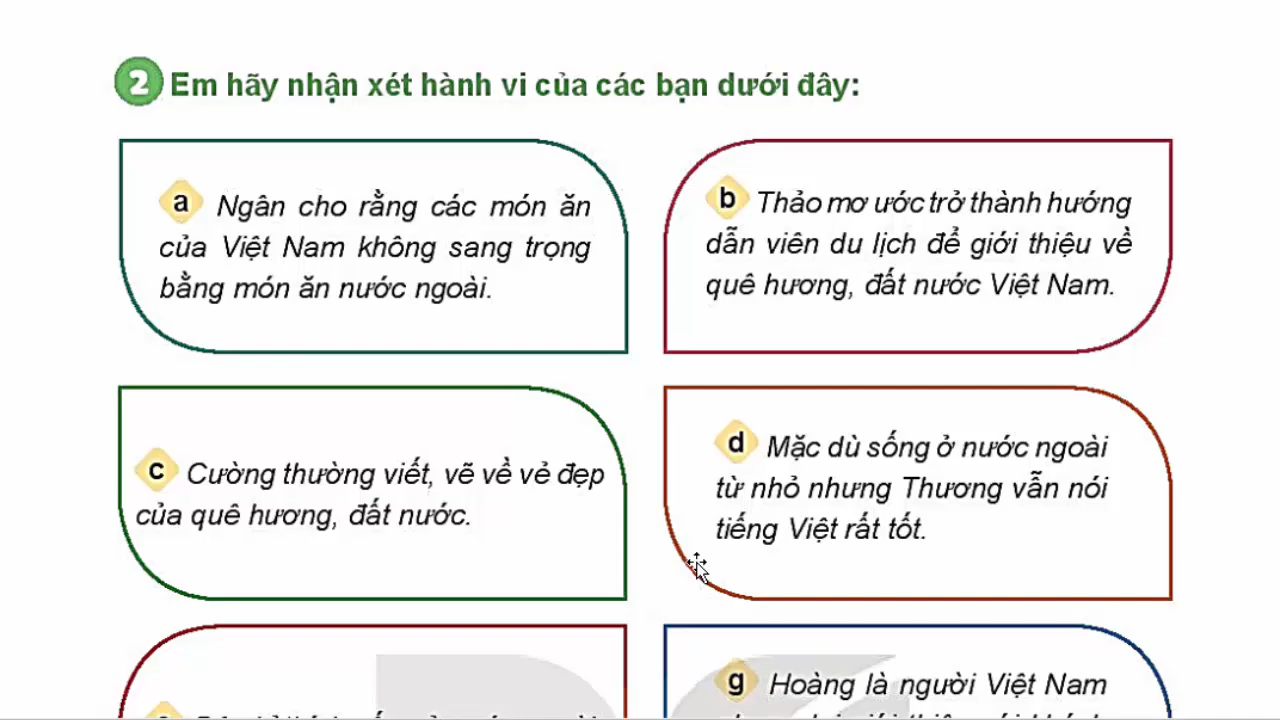 2 Em hãy nhận xét hành vi của các bạn dưới đây:
a Ngân cho rằng các món ăn
của Việt Nam không sang trọng
bằng món ăn nước ngoài.
b Thảo mơ ước trở thành hướng
dẫn viên du lịch để giới thiệu về
quê hương, đất nước Việt Nam.
c Cường thường viết, vẽ về vẻ đẹp
của quê hương, đất nước.
d Mặc dù sống ở nước ngoài
từ nhỏ nhưng Thương vẫn nói
tiếng Việt rất tốt.
g Hoàng là người Việt Nam